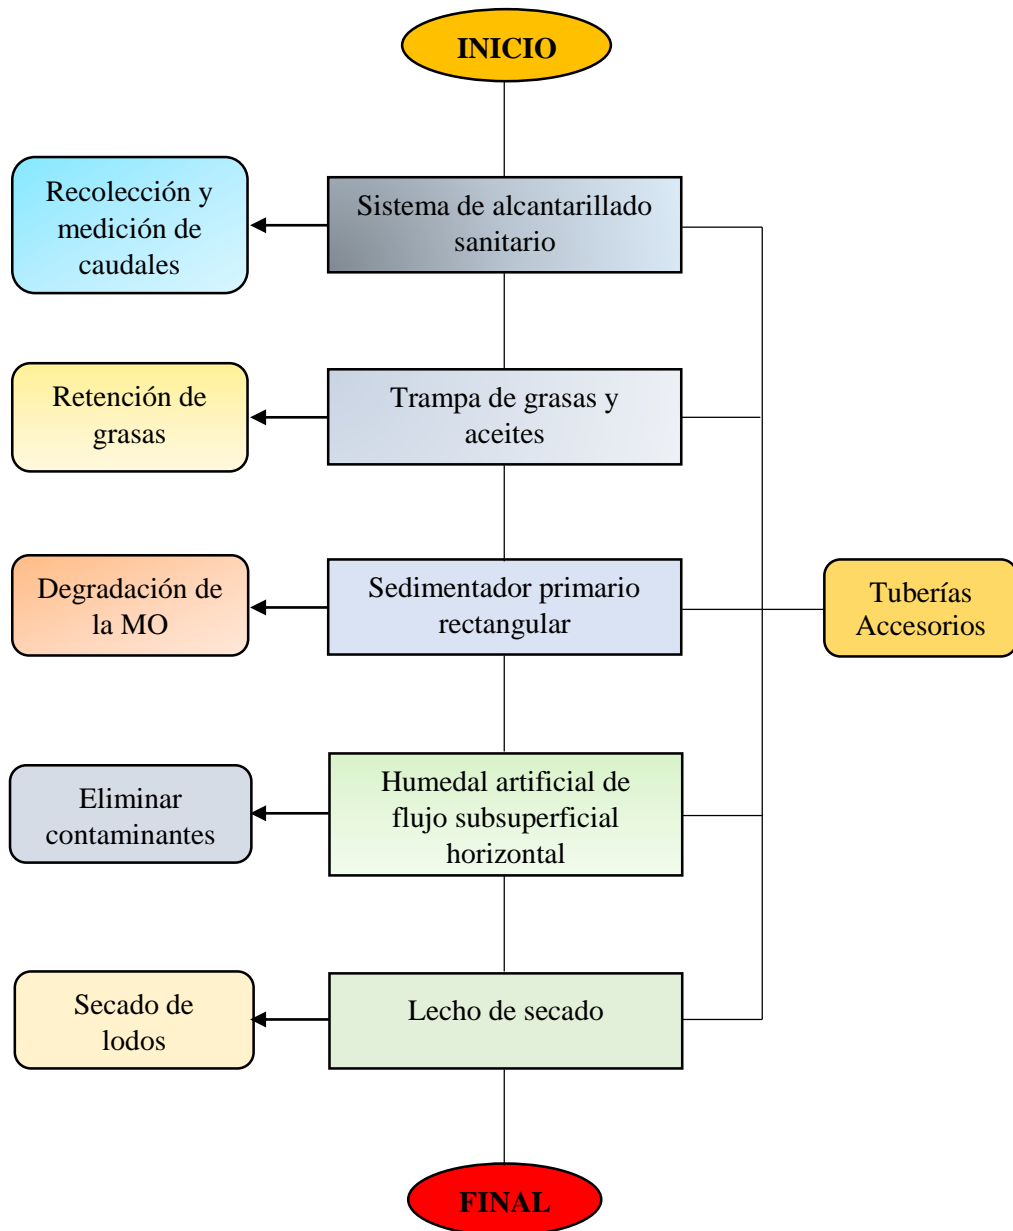 INICIO
Recolección y
medición de
caudales
Sistema de alcantarillado
sanitario
Retención de
grasas
Trampa de grasas y
aceites
Degradación de
la MO
Sedimentador primario
rectangular
Tuberías
Accesorios
Eliminar
contaminantes
Humedal artificial de
flujo subsuperficial
horizontal
Secado de
lodos
Lecho de secado
FINAL